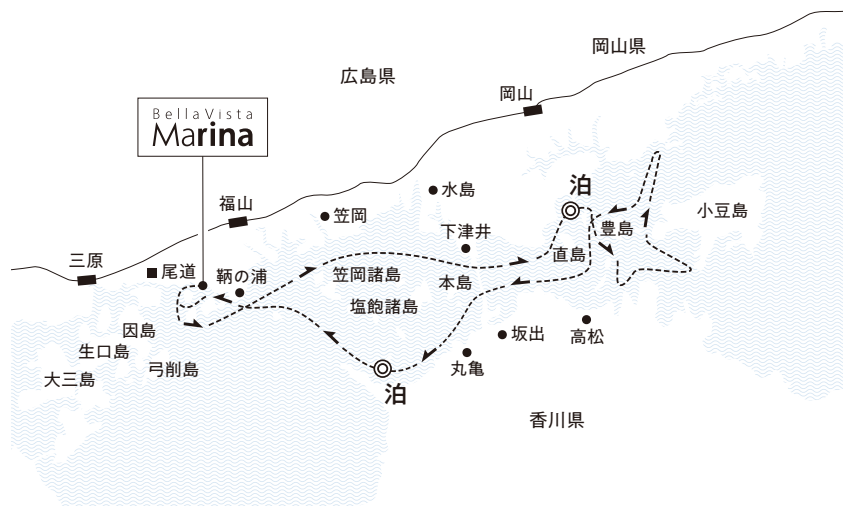 岡山県
広島県
岡山
BellaVista
Marina
泊
水島
福山
笠岡
小豆島
豊島
下津井
三原
直島
尾道
鞆の浦
笠岡諸島
本島
塩飽諸島
因島
坂出
高松
生口島
丸亀
弓削島
大三島
泊
香川県